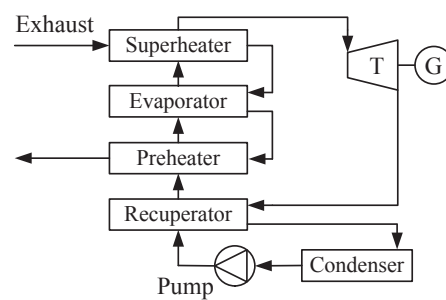 Exhaust
Superheater
T
G
Evaporator
Preheater
Recuperator
Condenser
Pump